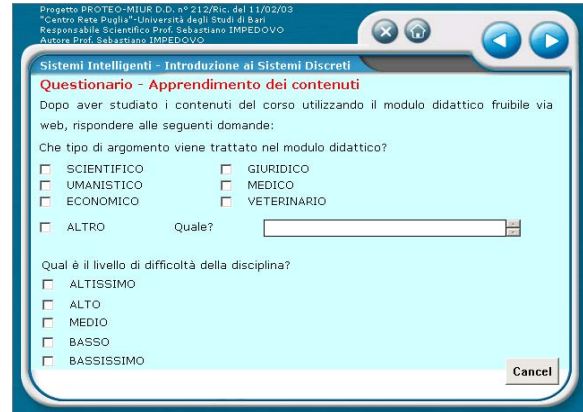 Progetto PROTEO-MIUR D.D. n° 212/Ric. del 11/02/03
"Centro Rete Puglia"-Università degli Studi di Bari
Responsabile Scientifico Prof. Sebastiano IMPEDOVO
Autore Prof. Sebastiano IMPEDOVO
Sistemi Intelligenti - Introduzione ai Sistemi Discreti
Questionario - Apprendimento dei contenuti
Dopo aver studiato i contenuti del corso utilizzando il modulo didattico fruibile via
web, rispondere alle seguenti domande:
Che tipo di argomento viene trattato nel modulo didattico?
SCIENTIFICO GIURIDICO
UMANISTICO MEDICO
ECONOMICO VETERINARIO
ALTRO Quale?
Qual è il livello di difficoltà della disciplina?
ALTISSIMO
ALTO
MEDIO
BASSO
BASSISSIMO
Cancel